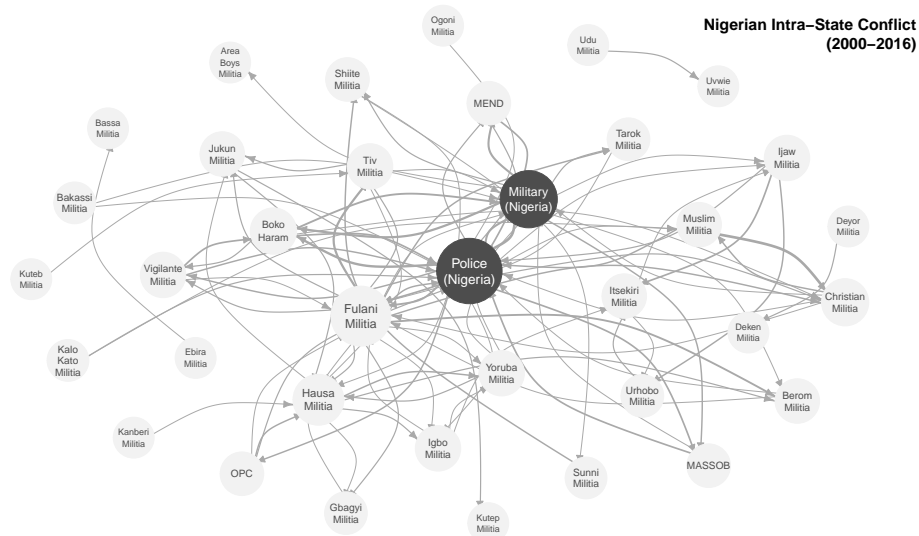 Nigerian Intra−State Conflict
(2000−2016)
Ogoni
Militia
Udu
Militia
Area
Boys
Militia
Shiite
Militia
Uvwie
Militia
MEND
Bassa
Militia
Tarok
Militia
Jukun
Militia
Tiv
Militia
Ijaw
Militia
Bakassi
Militia
Military
(Nigeria)
Boko
Haram
Muslim
Militia
Deyor
Militia
Kuteb
Militia
Vigilante
Militia
Police
(Nigeria)
Itsekiri
Militia
Christian
Militia
Fulani
Militia
Deken
Militia
Kalo
Kato
Militia
Ebira
Militia
Yoruba
Militia
Hausa
Militia
Urhobo
Militia
Berom
Militia
Kanberi
Militia
Igbo
Militia
OPC
Sunni
Militia
MASSOB
Gbagyi
Militia
Kutep
Militia